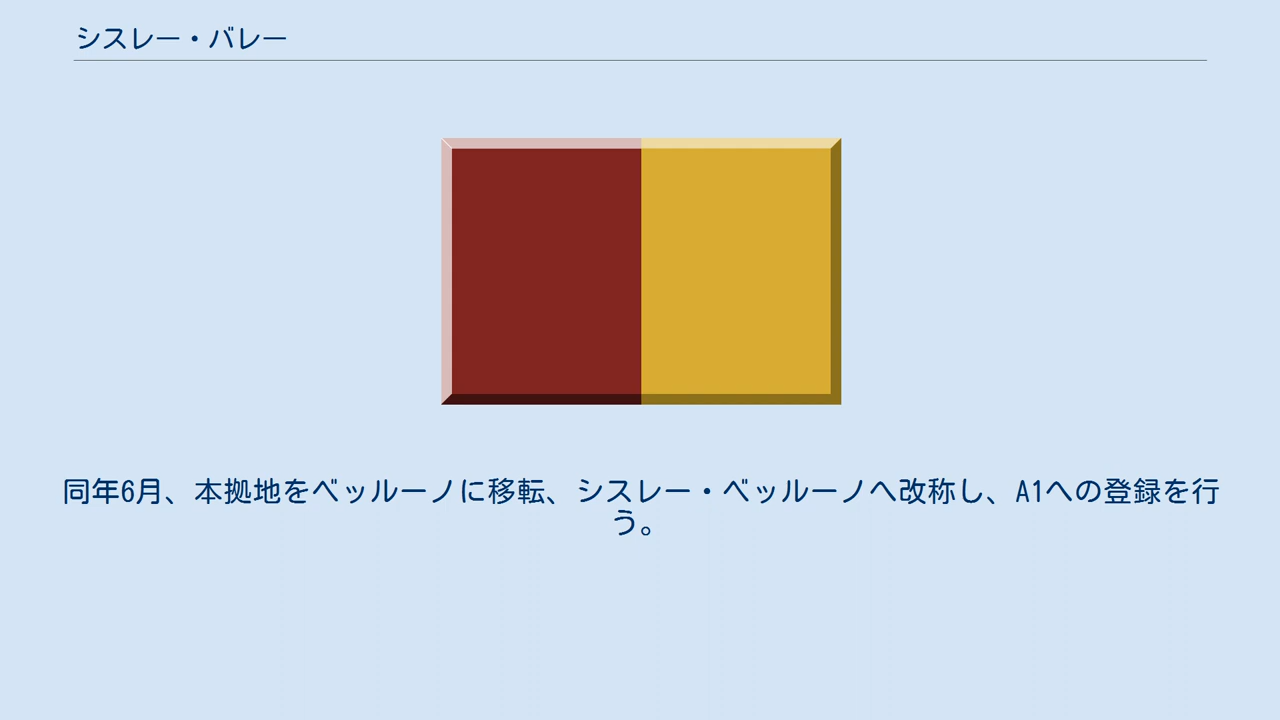 シスレー・バレー
同年6月、本拠地をベッルーノに移転、シスレー・ベッルーノへ改称し、A1への登録を行
う。